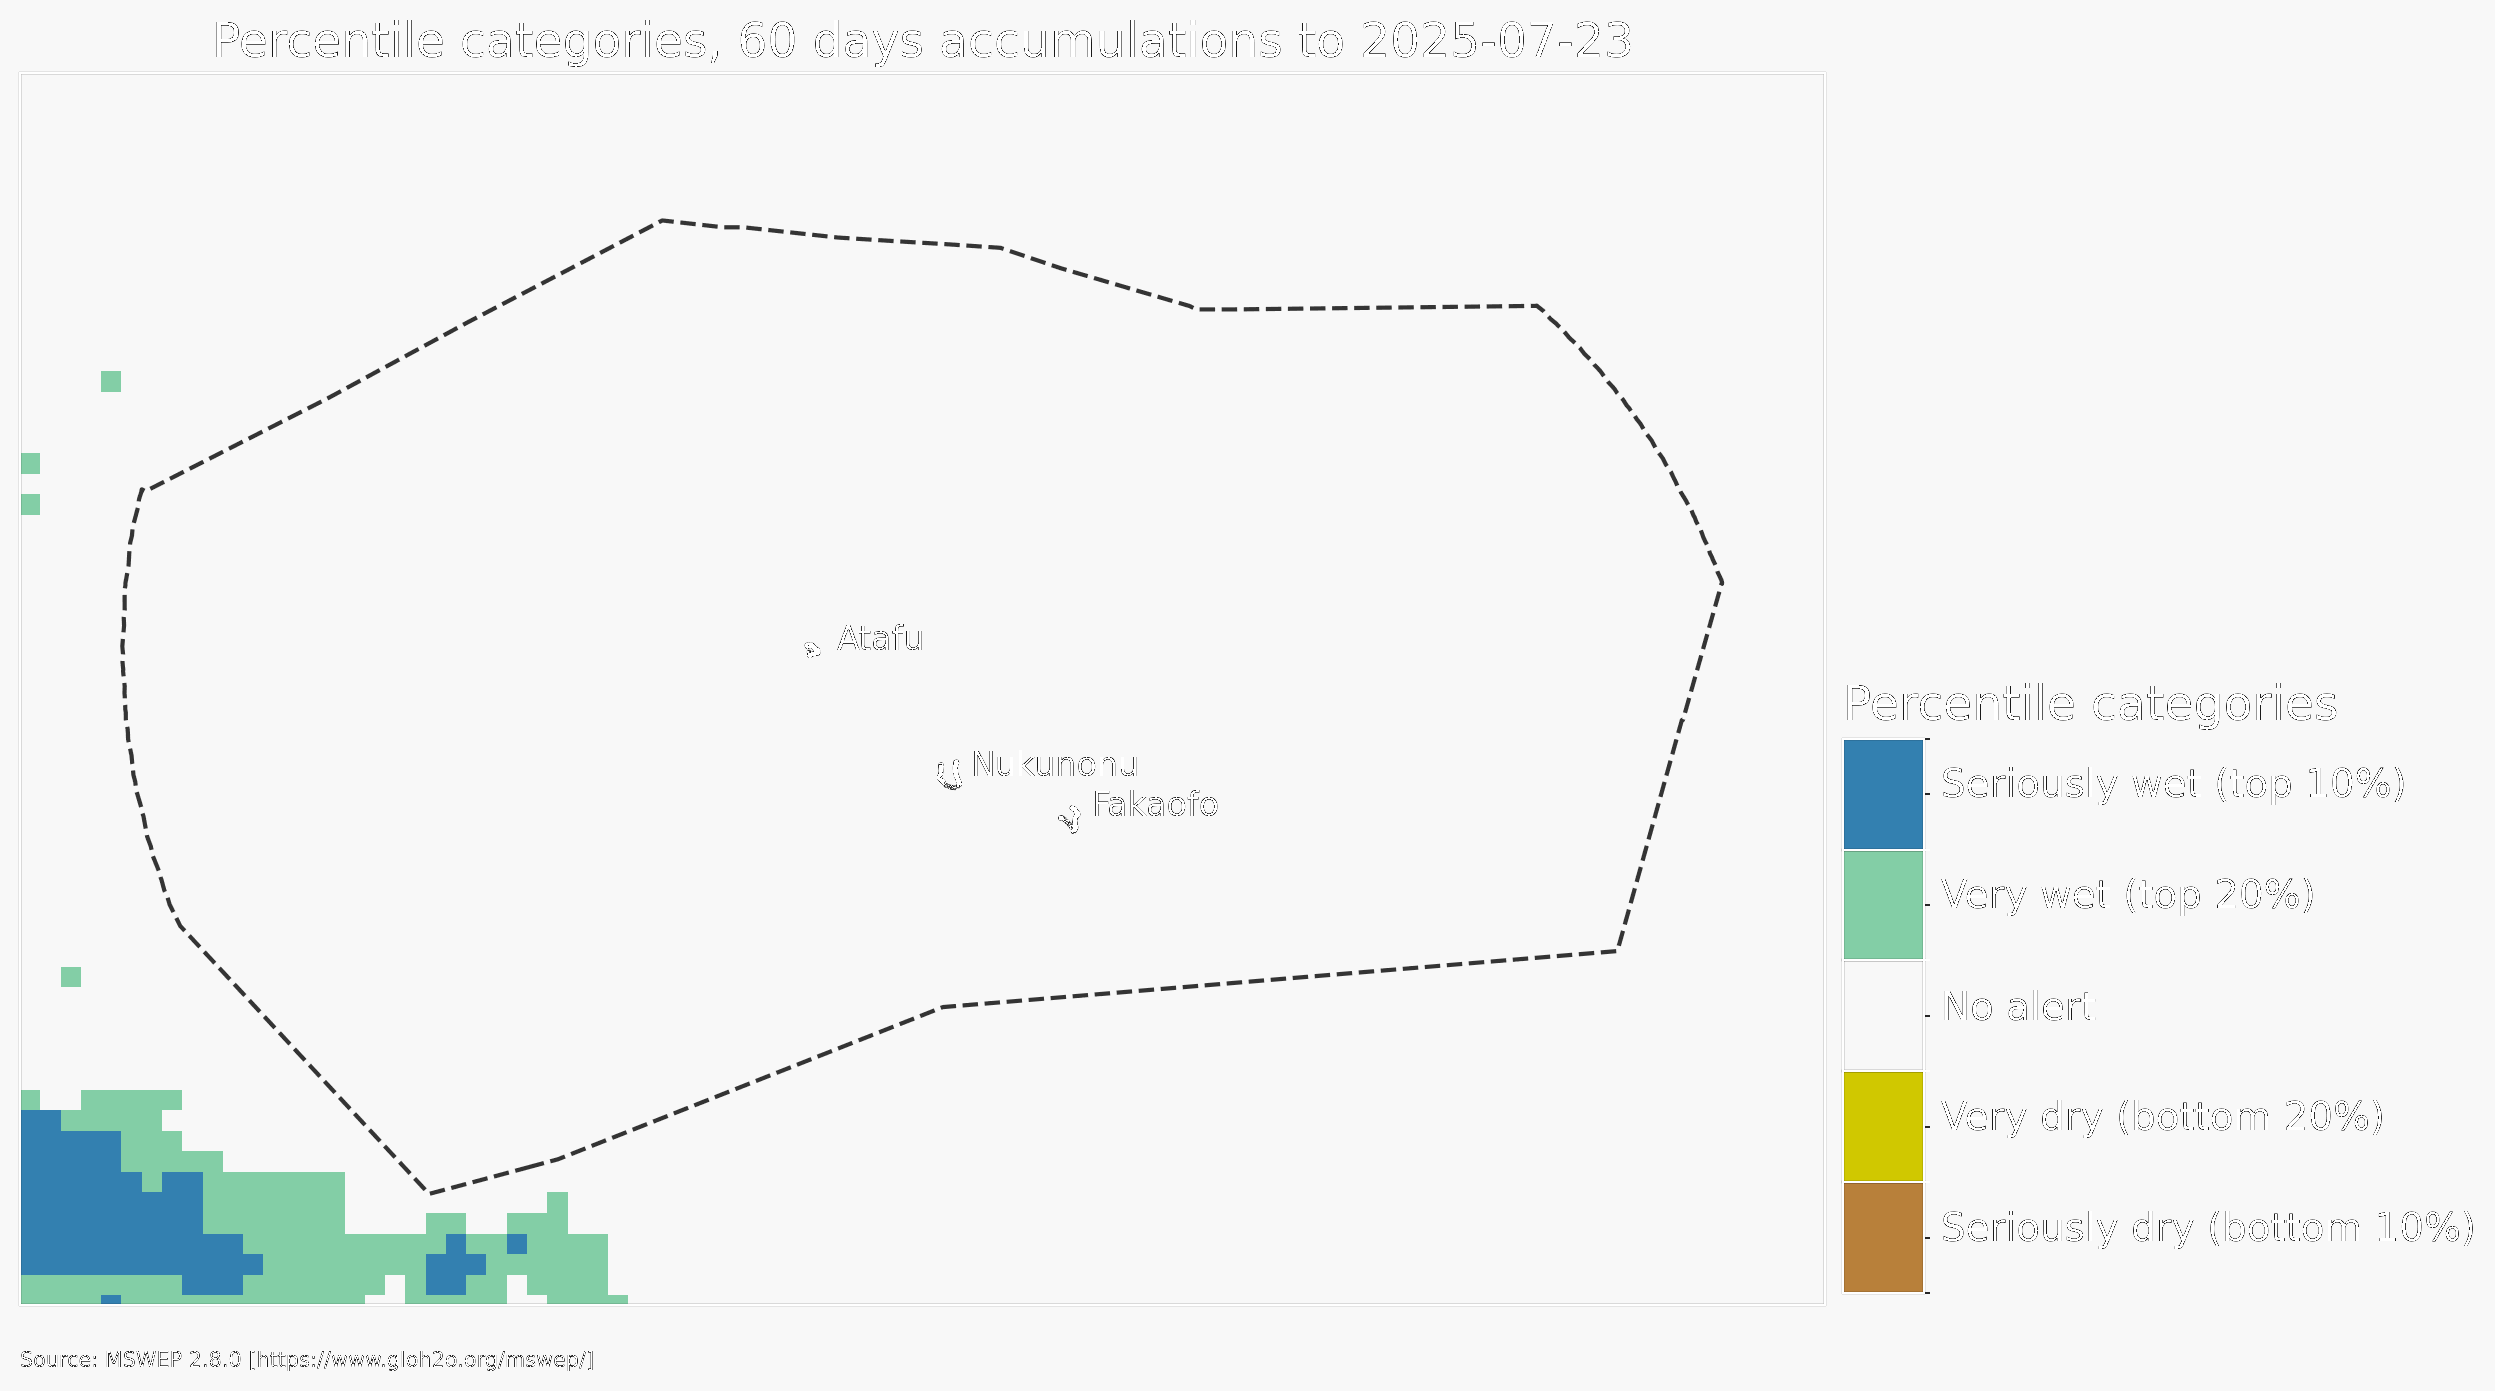 Percentile categories, 60 days accumulations to 2025-07-23
Atafu
Nukunonu
Fakaofo
Percentile categories
Seriously wet (top 10%)
Very wet (top 20%)
No alert
Very dry (bottom 20%)
Seriously dry (bottom 10%)
Source: MSWEP 2.8.0 [https://www.gloh2o.org/mswep/]